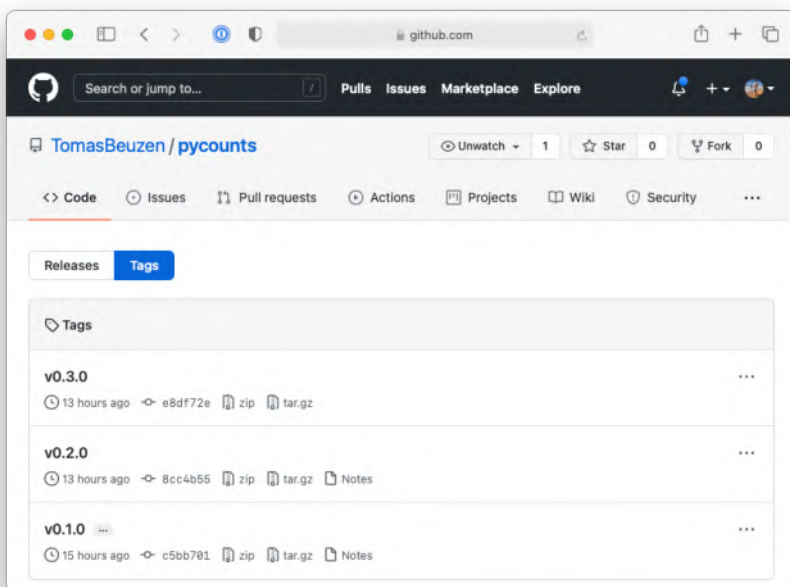 github.com
Search or jump to... / Pulls Issues Marketplace Explore
TomasBeuzen / pycounts Unwatch 1 Star 0 Fork 0
<> Code Issues Pull requests Actions Projects Wiki Security ...
Releases Tags
Tags
v0.3.0 ...
13 hours ago e8df72e zip tar.gz
v0.2.0 ...
13 hours ago 8cc4b55 zip tar.gz Notes
v0.1.0 ... ...
15 hours ago c5bb701 zip tar.gz Notes